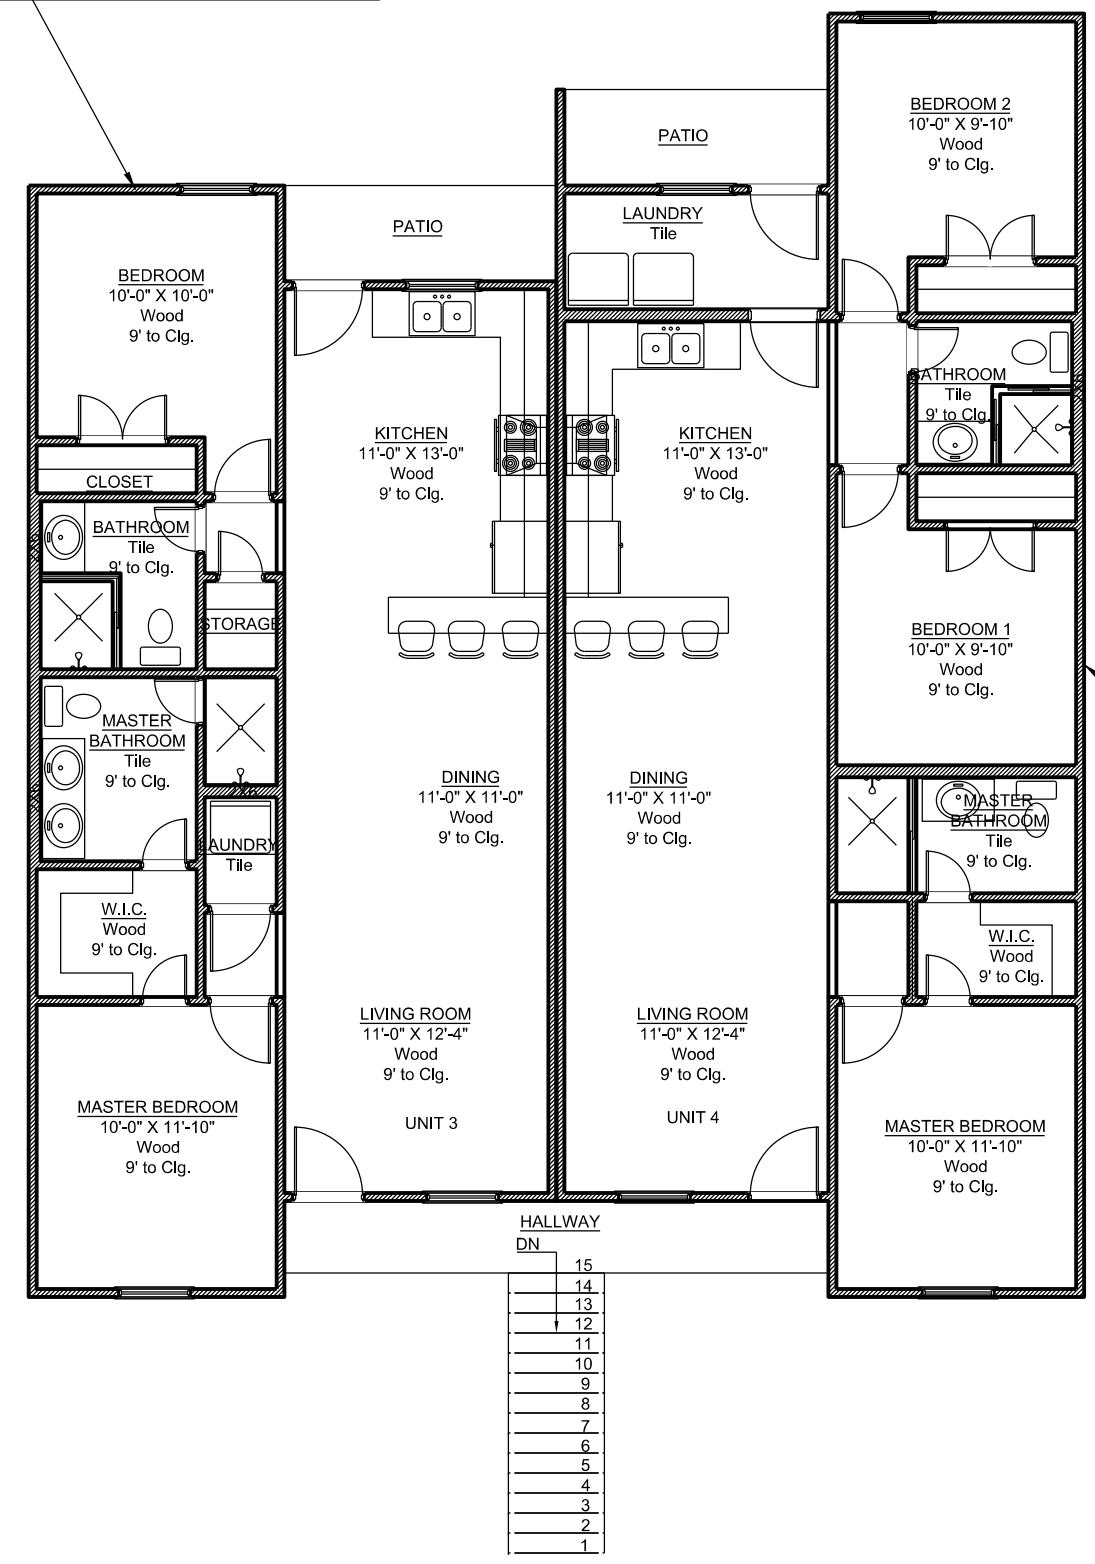 BEDROOM 2
10'-0" X 9'-10"
Wood
9' to Clg.
PATIO
LAUNDRY
Tile
PATIO
BEDROOM
10'-0" X 10'-0"
Wood
9' to Clg.
BATHROOM
Tile
9' to Clg.
KITCHEN
11'-0" X 13'-0"
Wood
9' to Clg.
KITCHEN
11'-0" X 13'-0"
Wood
9' to Clg.
CLOSET
BATHROOM
Tile
9' to Clg.
STORAGE
BEDROOM 1
10'-0" X 9'-10"
Wood
9' to Clg.
MASTER
BATHROOM
Tile
9' to Clg.
2X6
DINING
11'-0" X 11'-0"
Wood
9' to Clg.
DINING
11'-0" X 11'-0"
Wood
9' to Clg.
MASTER
BATHROOM
Tile
9' to Clg.
LAUNDRY
Tile
W.I.C.
Wood
9' to Clg.
W.I.C.
Wood
9' to Clg.
LIVING ROOM
11'-0" X 12'-4"
Wood
9' to Clg.
LIVING ROOM
11'-0" X 12'-4"
Wood
9' to Clg.
MASTER BEDROOM
10'-0" X 11'-10"
Wood
9' to Clg.
UNIT 3
UNIT 4
MASTER BEDROOM
10'-0" X 11'-10"
Wood
9' to Clg.
HALLWAY
DN
15
14
13
12
11
10
9
8
7
6
5
4
3
2
1